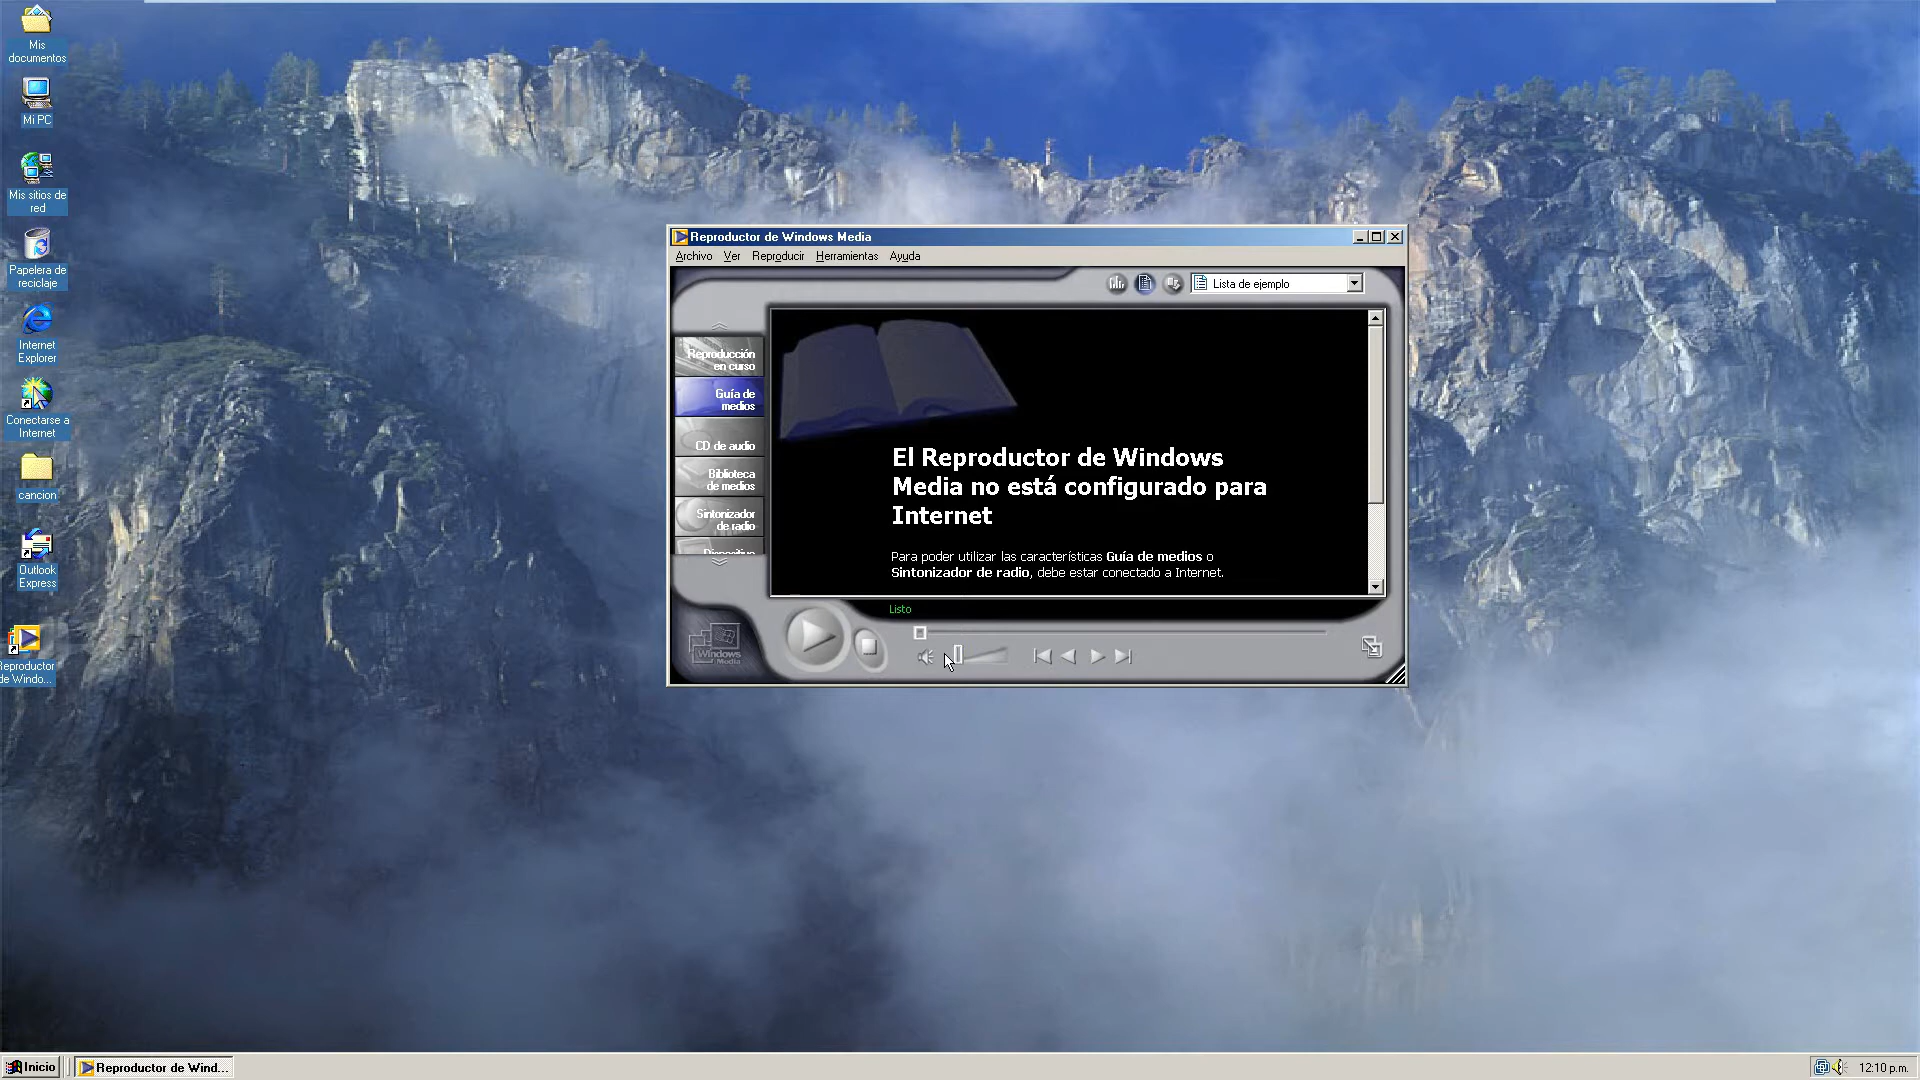 Mis
documentos
Mi PC
Mis sitios de
red
Papelera de
reciclaje
Internet
Explorer
Conectarse a
Internet
cancion
Outlook
Express
Reproductor
de Windo...
Reproductor de Windows Media
Archivo Ver Reproducir Herramientas Ayuda
Lista de ejemplo
Reproducción
en curso
Guía de
medios
CD de audio
Biblioteca
de medios
Sintonizador
de radio
Dispositivo
El Reproductor de Windows
Media no está configurado para
Internet
Para poder utilizar las características Guía de medios o
Sintonizador de radio, debe estar conectado a Internet.
Listo
Windows
Media
Inicio
Reproductor de Wind...
12:10 p.m.